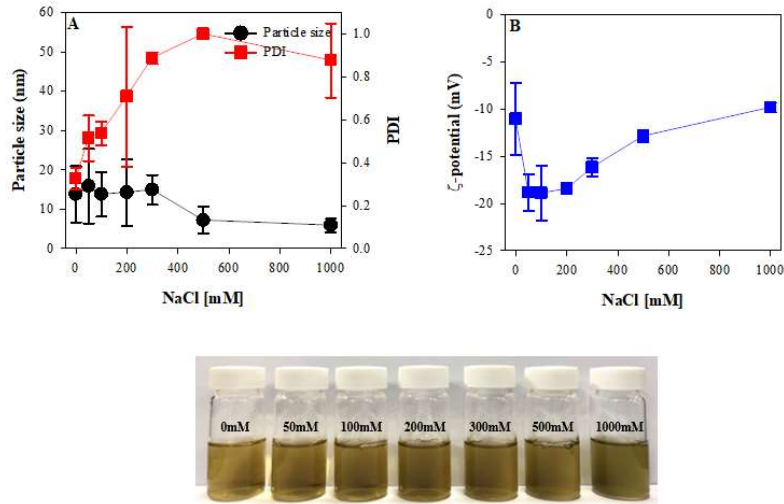 A
Particle size
PDI
60
50
40
30
20
10
0
Particle size (nm)
1.0
0.8
0.6
0.4
0.2
0.0
PDI
0 200 400 600 800 1000
NaCl [mM]
B
0
-5
-10
-15
-20
-25
ζ-potential (mV)
0 200 400 600 800 1000
NaCl [mM]
0mM 50mM 100mM 200mM 300mM 500mM 1000mM